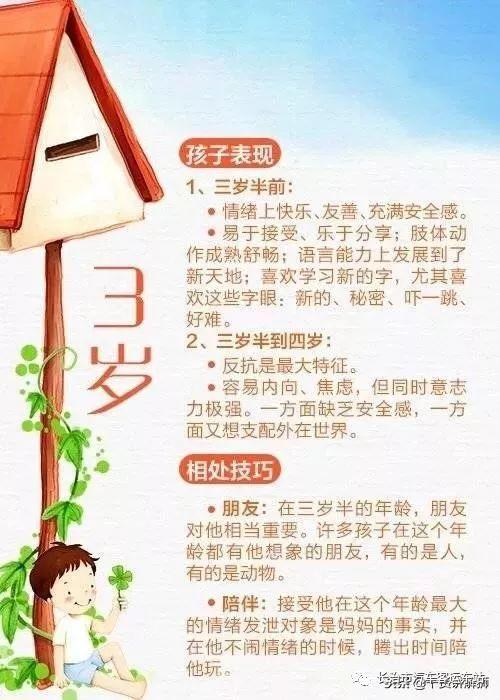 3岁
孩子表现
1、三岁半前：
• 情绪上快乐、友善、充满安全感。
• 易于接受、乐于分享；肢体动
作成熟舒畅；语言能力上发展到了
新天地；喜欢学习新的字，尤其喜
欢这些字眼：新的、秘密、吓一跳、
好难。
2、三岁半到四岁：
• 反抗是最大特征。
• 容易内向、焦虑，但同时意志
力极强。一方面缺乏安全感，一方
面又想支配外在世界。
相处技巧
• 朋友：在三岁半的年龄，朋友
对他相当重要。许多孩子在这个年
龄都有他想象的朋友，有的是人，
有的是动物。
• 陪伴：接受他在这个年龄最大
的情绪发泄对象是妈妈的事实，并
在他不闹情绪的时候，腾出时间陪
他玩。
长治市汽车客运东站